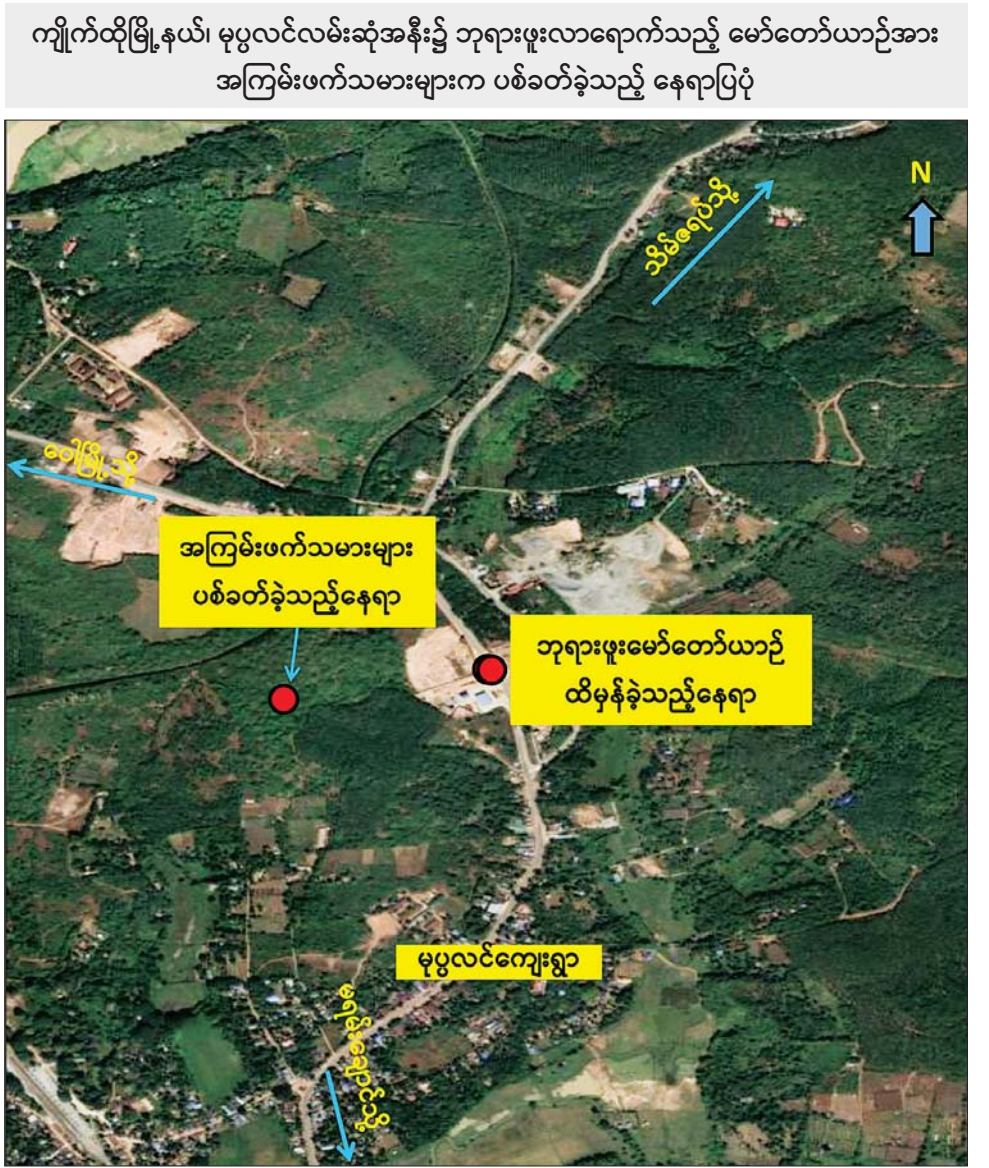 ကျိုက်ထိုမြို့နယ်၊ မုပ္ပလင်လမ်းဆုံအနီး၌ ဘုရားဖူးလာရောက်သည့် မော်တော်ယာဉ်အား
အကြမ်းဖက်သမားများက ပစ်ခတ်ခဲ့သည့် နေရာပြပုံ
N
သိမ်ဇရပ်သို့
ဝေါမြို့သို့
အကြမ်းဖက်သမားများ
ပစ်ခတ်ခဲ့သည့်နေရာ
ဘုရားဖူးမော်တော်ယာဉ်
ထိမှန်ခဲ့သည့်နေရာ
မုပ္ပလင်ကျေးရွာ